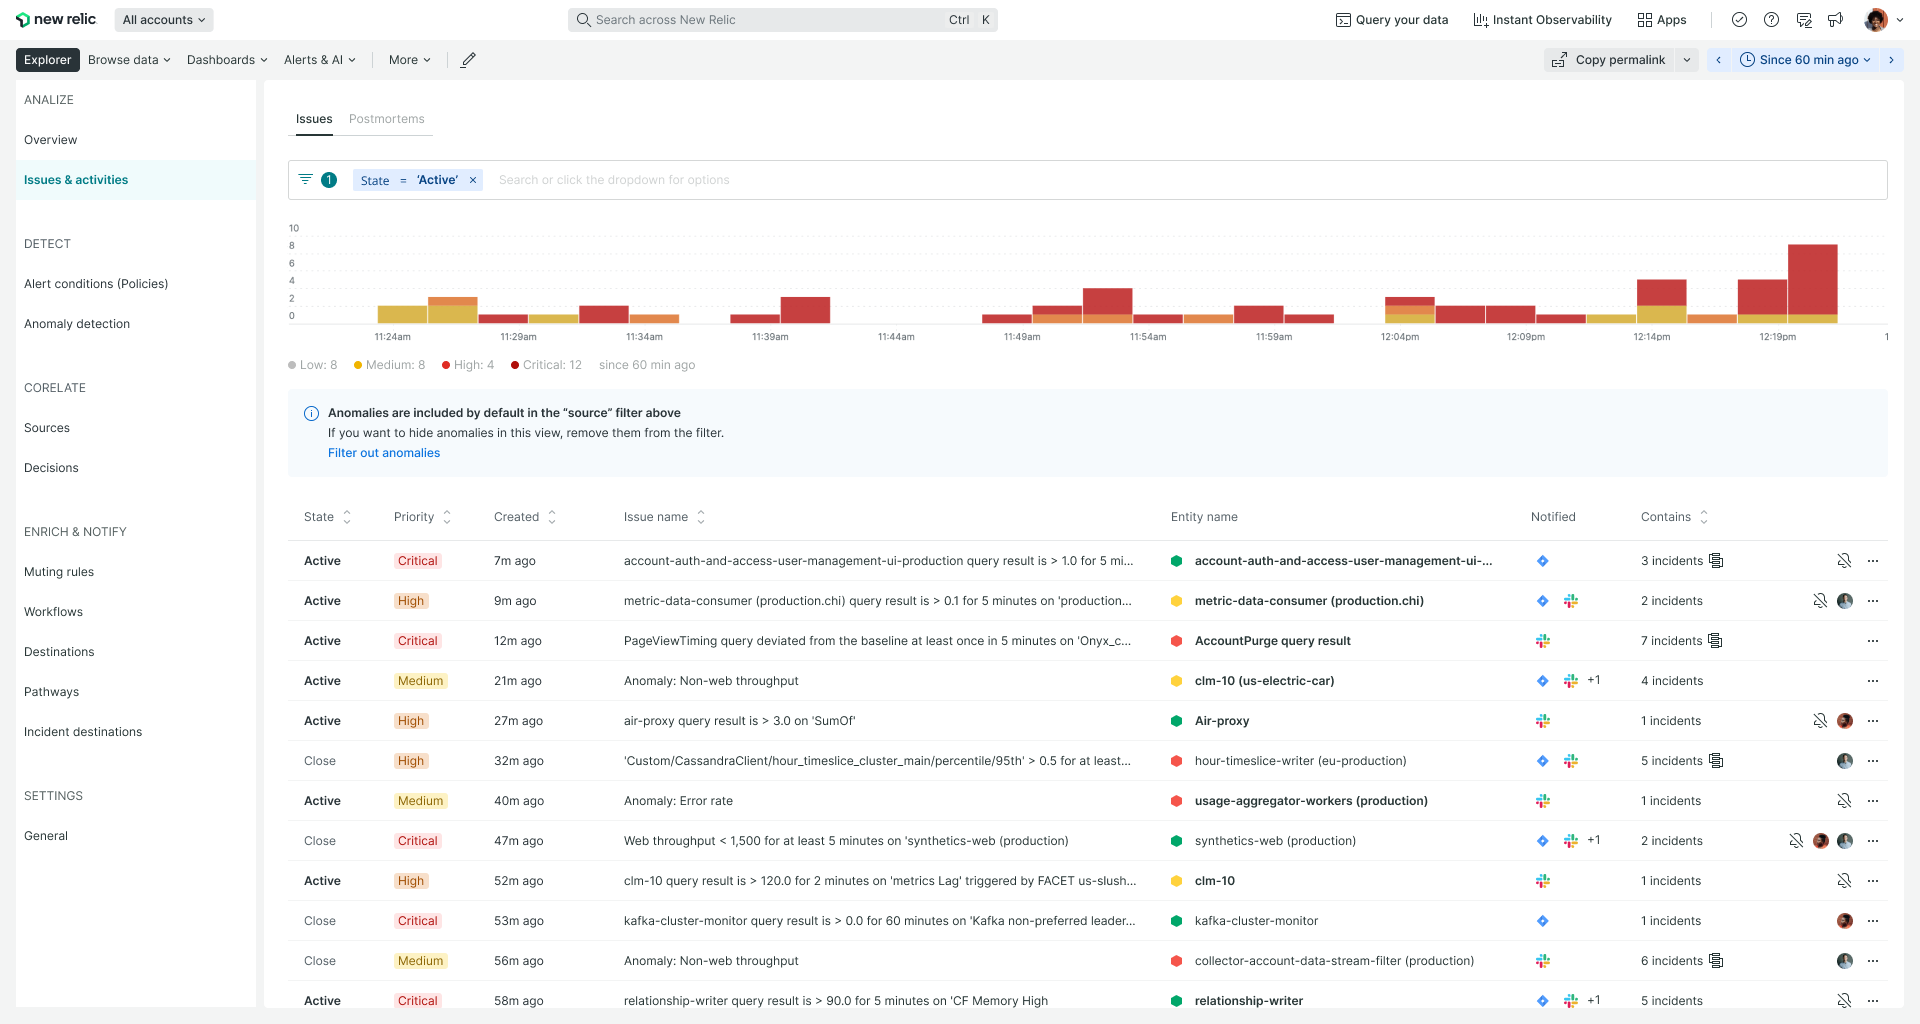 new relic
All accounts
Search across New Relic
Ctrl K
Query your data
Instant Observability
Apps
Explorer
Browse data
Dashboards
Alerts & AI
More
Copy permalink
Since 60 min ago
ANALIZE
Overview
Issues & activities
DETECT
Alert conditions (Policies)
Anomaly detection
CORELATE
Sources
Decisions
ENRICH & NOTIFY
Muting rules
Workflows
Destinations
Pathways
Incident destinations
SETTINGS
General
Issues Postmortems
1 State = ‘Active’ × Search or click the dropdown for options
10
8
6
4
2
0
11:24am 11:29am 11:34am 11:39am 11:44am 11:49am 11:54am 11:59am 12:04pm 12:09pm 12:14pm 12:19pm 1
Low: 8 Medium: 8 High: 4 Critical: 12 since 60 min ago
Anomalies are included by default in the “source” filter above
If you want to hide anomalies in this view, remove them from the filter.
Filter out anomalies
State Priority Created Issue name Entity name Notified Contains
Active Critical 7m ago account-auth-and-access-user-management-ui-production query result is > 1.0 for 5 mi... account-auth-and-access-user-management-ui-... 3 incidents
Active High 9m ago metric-data-consumer (production.chi) query result is > 0.1 for 5 minutes on 'production... metric-data-consumer (production.chi) 2 incidents
Active Critical 12m ago PageViewTiming query deviated from the baseline at least once in 5 minutes on 'Onyx_c... AccountPurge query result 7 incidents
Active Medium 21m ago Anomaly: Non-web throughput clm-10 (us-electric-car) +1 4 incidents
Active High 27m ago air-proxy query result is > 3.0 on 'SumOf' Air-proxy 1 incidents
Close High 32m ago 'Custom/CassandraClient/hour_timeslice_cluster_main/percentile/95th' > 0.5 for at least... hour-timeslice-writer (eu-production) 5 incidents
Active Medium 40m ago Anomaly: Error rate usage-aggregator-workers (production) 1 incidents
Close Critical 47m ago Web throughput < 1,500 for at least 5 minutes on 'synthetics-web (production) synthetics-web (production) +1 2 incidents
Active High 52m ago clm-10 query result is > 120.0 for 2 minutes on 'metrics Lag' triggered by FACET us-slush... clm-10 1 incidents
Close Critical 53m ago kafka-cluster-monitor query result is > 0.0 for 60 minutes on 'Kafka non-preferred leader... kafka-cluster-monitor 1 incidents
Close Medium 56m ago Anomaly: Non-web throughput collector-account-data-stream-filter (production) 6 incidents
Active Critical 58m ago relationship-writer query result is > 90.0 for 5 minutes on 'CF Memory High relationship-writer +1 5 incidents